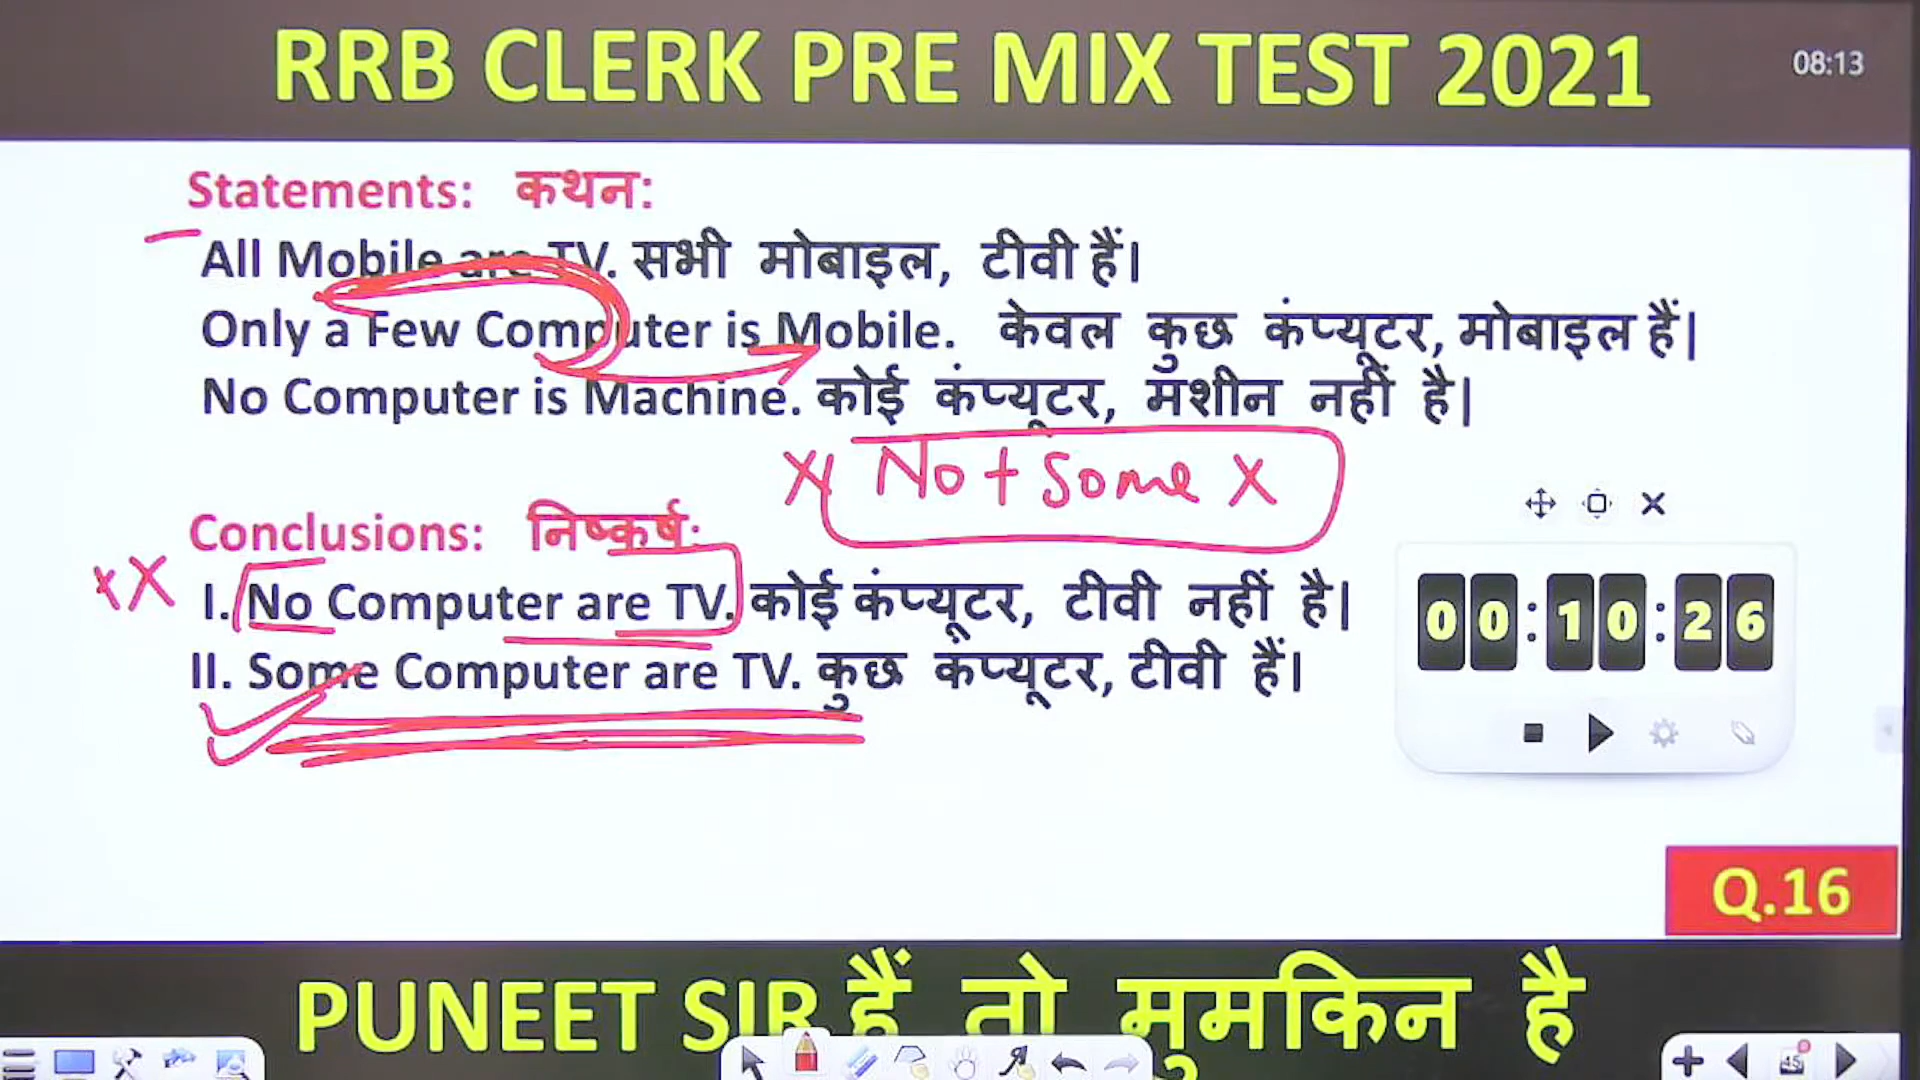 RRB CLERK PRE MIX TEST 2021
08:13
Statements: कथन:
All Mobile are TV. सभी मोबाइल, टीवी हैं।
Only a Few Computer is Mobile. केवल कुछ कंप्यूटर, मोबाइल हैं|
No Computer is Machine. कोई कंप्यूटर, मशीन नहीं है|
x No + Some x
Conclusions: निष्कर्ष:
xX
I. No Computer are TV. कोई कंप्यूटर, टीवी नहीं है|
II. Some Computer are TV. कुछ कंप्यूटर, टीवी हैं।
00:10:26
Q.16
PUNEET SIR हैं तो मुमकिन है
45